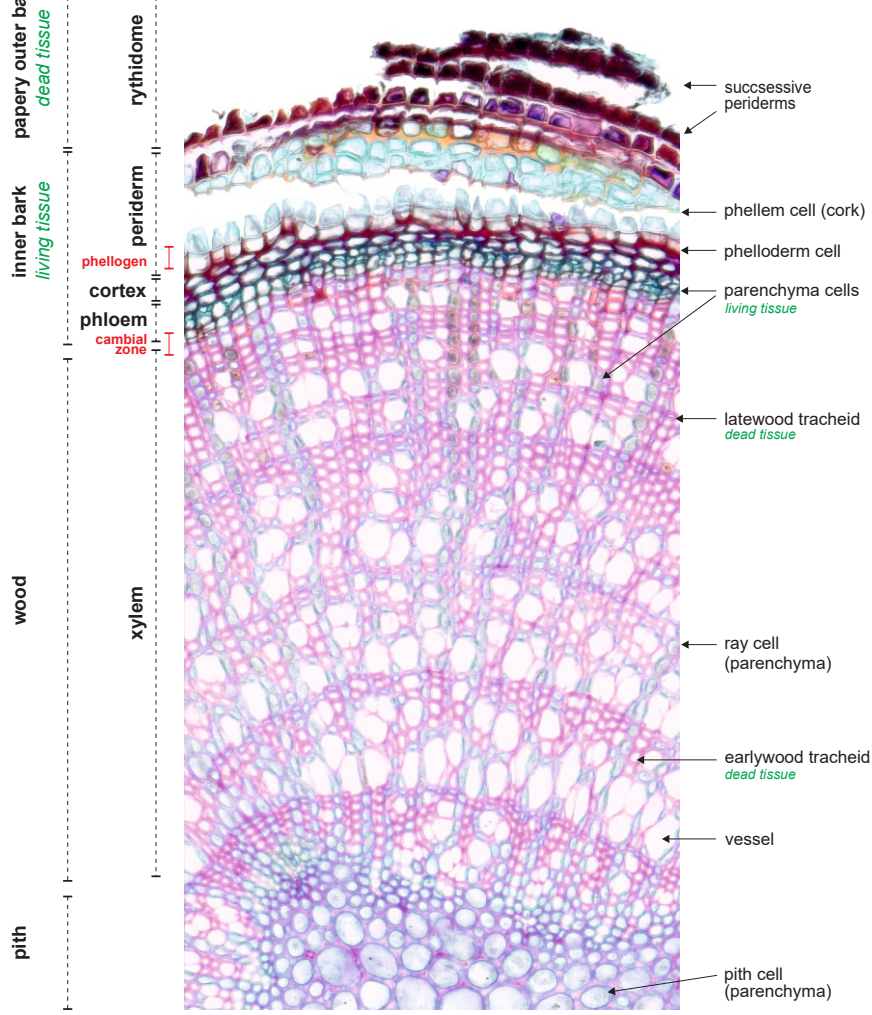 papery outer ba
dead tissue
rythidome
succsessive
periderms
inner bark
living tissue
periderm
phellem cell (cork)
phelloderm cell
phellogen
cortex
parenchyma cells
living tissue
phloem
cambial
zone
latewood tracheid
dead tissue
wood
xylem
ray cell
(parenchyma)
earlywood tracheid
dead tissue
vessel
pith
pith cell
(parenchyma)